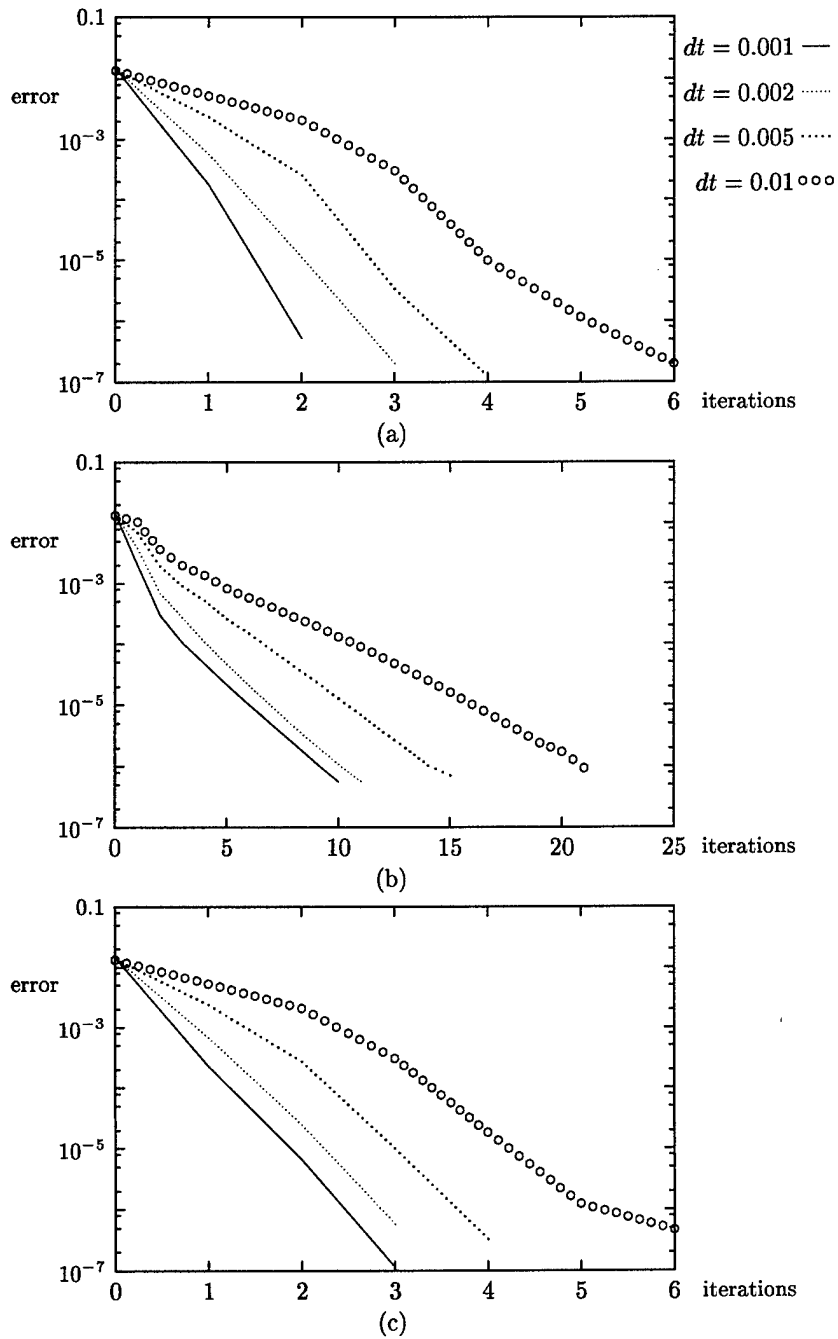 0.1
error
10^{-3}
10^{-5}
10^{-7}
0 1 2 3 4 5 6 iterations
(a)
dt = 0.001
dt = 0.002
dt = 0.005
dt = 0.01
0.1
error
10^{-3}
10^{-5}
10^{-7}
0 5 10 15 20 25 iterations
(b)
0.1
error
10^{-3}
10^{-5}
10^{-7}
0 1 2 3 4 5 6 iterations
(c)